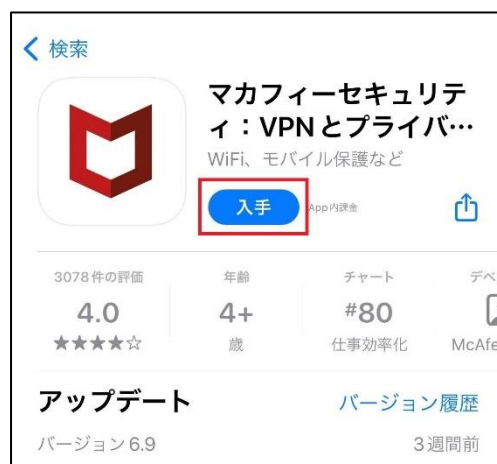 検索
マカフィーセキュリテ
ィ：VPNとプライバ…
WiFi、モバイル保護など
入手
App内課金
3078件の評価
年齢
チャート
デベ
4.0
4+
#80
★★★★☆
歳
仕事効率化
McAfe
アップデート
バージョン履歴
バージョン 6.9
3週間前